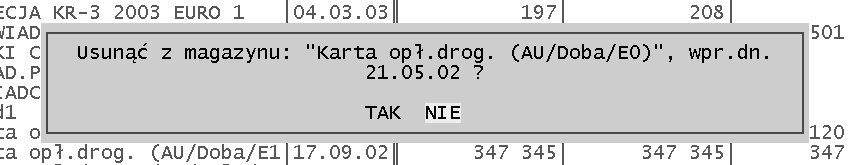 ECJA KR-3 2003 EURO 1 |04.03.03‖ 197| 208|
WIAD 501
Usunąć z magazynu: "Karta opł.drog. (AU/Doba/E0)", wpr.dn.
KI C
21.05.02 ?
AD.P
IADC
TAK NIE
d1
ta o 120
ta opł.drog. (AU/Doba/E1|17.09.02‖ 347 345| 347 345| 347